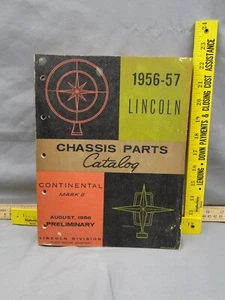 1956-57
LINCOLN
CHASSIS PARTS
Catalog
CONTINENTAL
MARK II
AUGUST, 1956
PRELIMINARY
LINCOLN DIVISION
LENDING • DOWN PAYMENTS & CLOSING COST ASSISTANCE